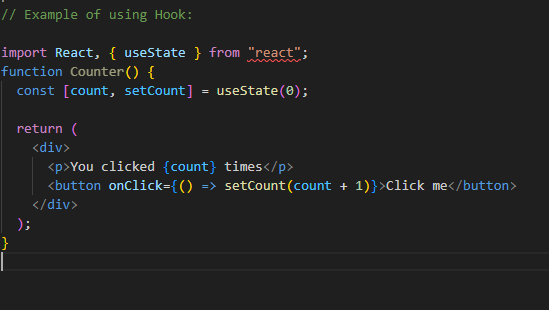 // Example of using Hook:
import React, { useState } from "react";
function Counter() {
const [count, setCount] = useState(0);
return (
<div>
<p>You clicked {count} times</p>
<button onClick={() => setCount(count + 1)}>Click me</button>
</div>
);
}